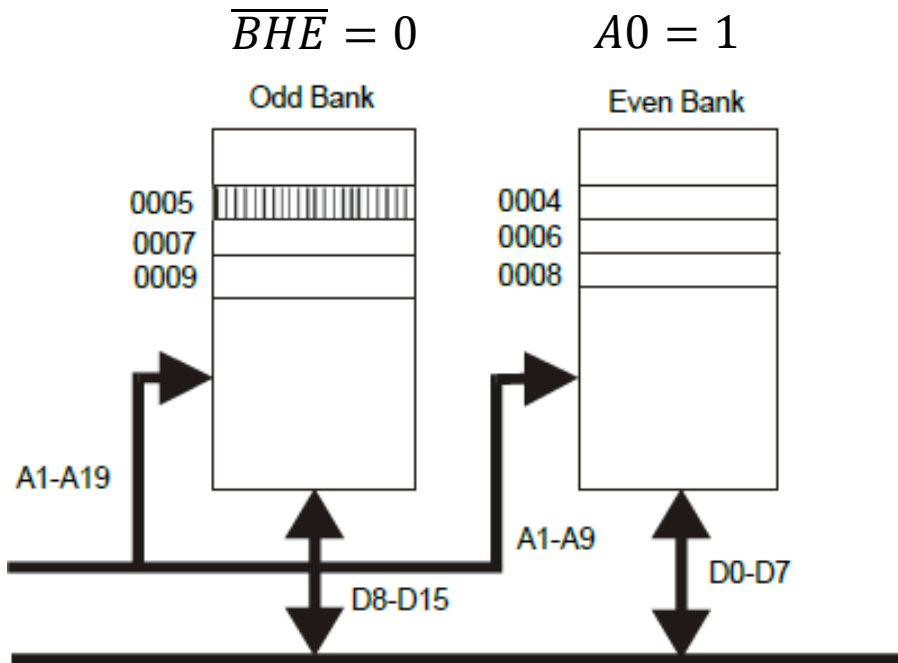 BHE = 0 A0 = 1
Odd Bank Even Bank
0005 0004
0007 0006
0009 0008
A1-A19
A1-A9
D8-D15 D0-D7